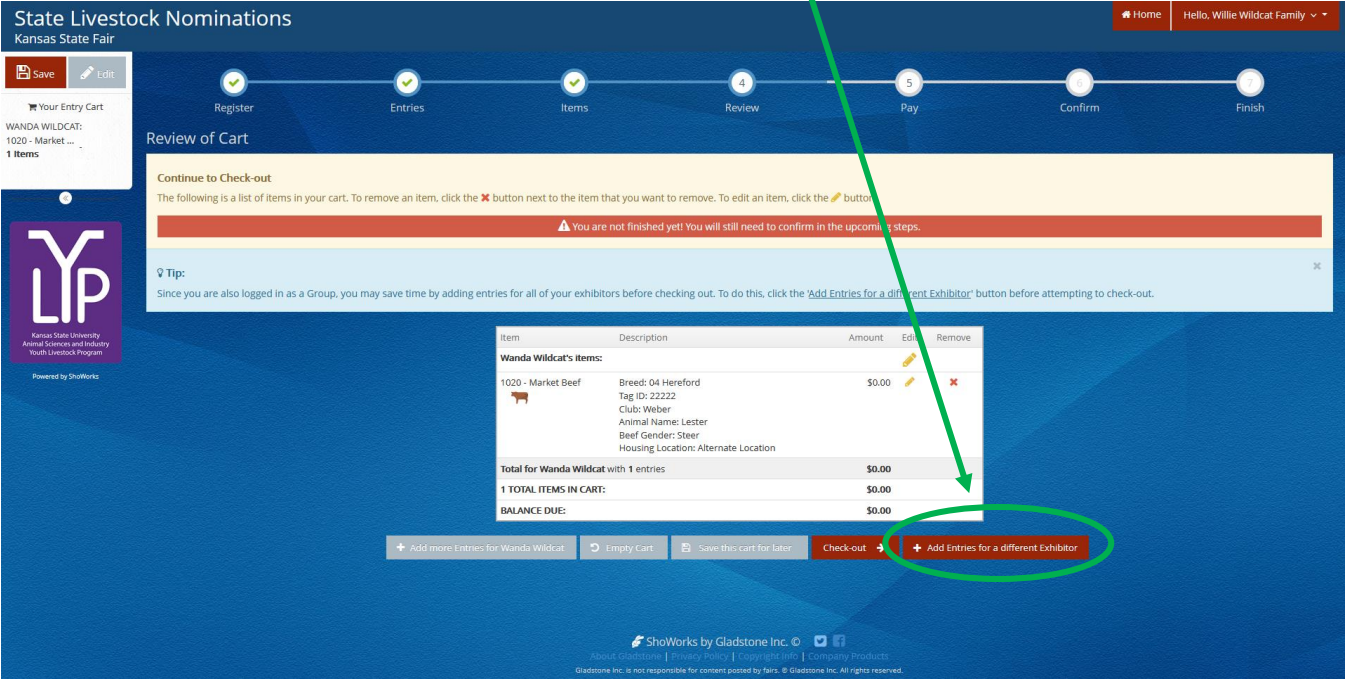 State Livestock Nominations
Kansas State Fair
Home
Hello, Willie Wildcat Family
Save
Edit
Your Entry Cart
WANDA WILDCAT:
1020 - Market ...
1 Items
Register
Entries
Items
4
Review
5
Pay
6
Confirm
7
Finish
Review of Cart
Continue to Check-out
The following is a list of items in your cart. To remove an item, click the ✖ button next to the item that you want to remove. To edit an item, click the button
You are not finished yet! You will still need to confirm in the upcoming steps.
Tip:
Since you are also logged in as a Group, you may save time by adding entries for all of your exhibitors before checking out. To do this, click the 'Add Entries for a different Exhibitor' button before attempting to check-out.
YLP
Kansas State University
Animal Sciences and Industry
Youth Livestock Program
Powered by ShoWorks
Item Description Amount Edit Remove
Wanda Wildcat's items:
1020 - Market Beef Breed: 04 Hereford $0.00
Tag ID: 22222
Club: Weber
Animal Name: Lester
Beef Gender: Steer
Housing Location: Alternate Location
Total for Wanda Wildcat with 1 entries $0.00
1 TOTAL ITEMS IN CART: $0.00
BALANCE DUE: $0.00
+ Add more Entries for Wanda Wildcat
Empty Cart
Save this cart for later
Check-out
+ Add Entries for a different Exhibitor
ShoWorks by Gladstone Inc. ©
About Gladstone | Privacy Policy | Copyright Info | Company Products
Gladstone Inc. is not responsible for content posted by fairs. © Gladstone Inc. All rights reserved.